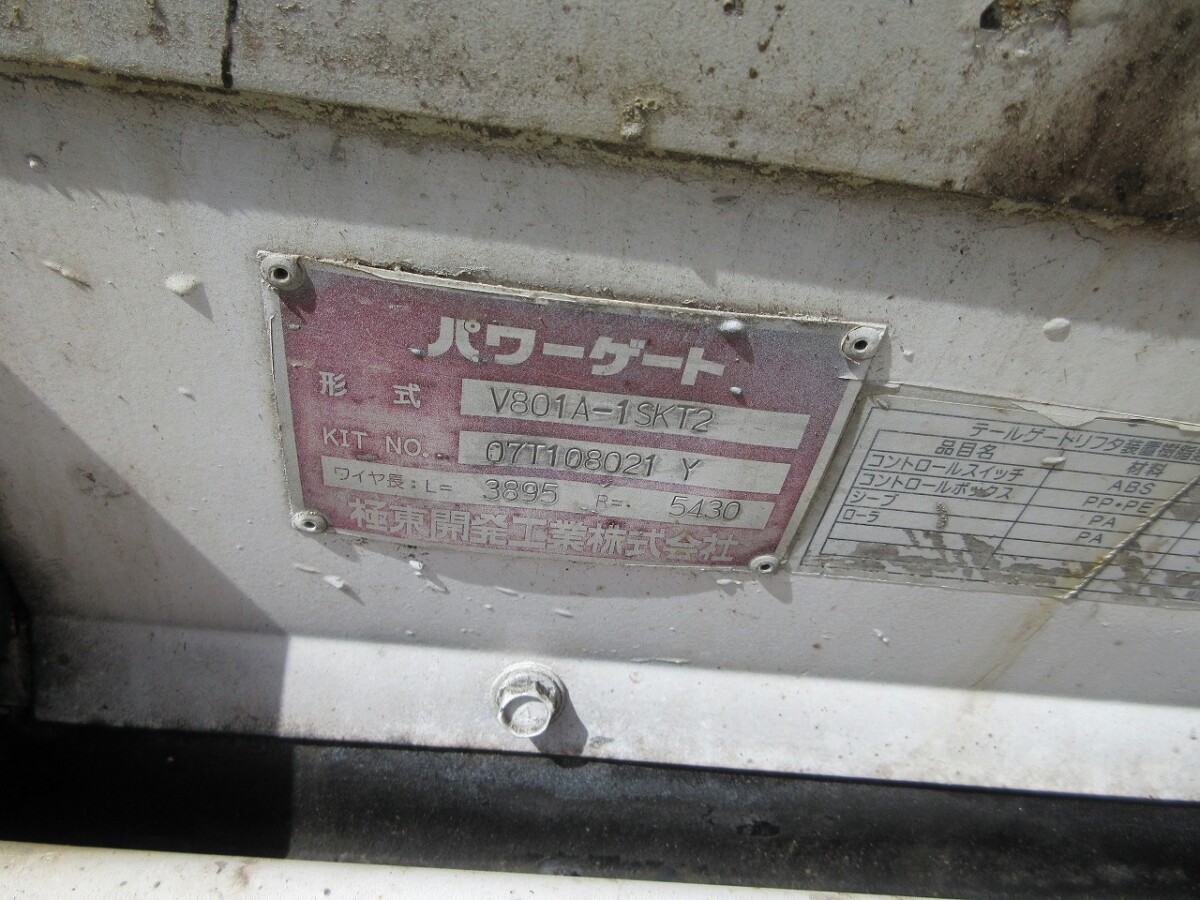 パワーゲート
形式 V801A-1SKT2
KIT NO. 07T108021 Y
ワイヤ長：L= 3895 R= 5430
極東開発工業株式会社
テールゲートリフタ装置樹脂
品目名 材料
コントロールスイッチ ABS
コントロールボックス PP・PE
シーブ PA
ローラ PA